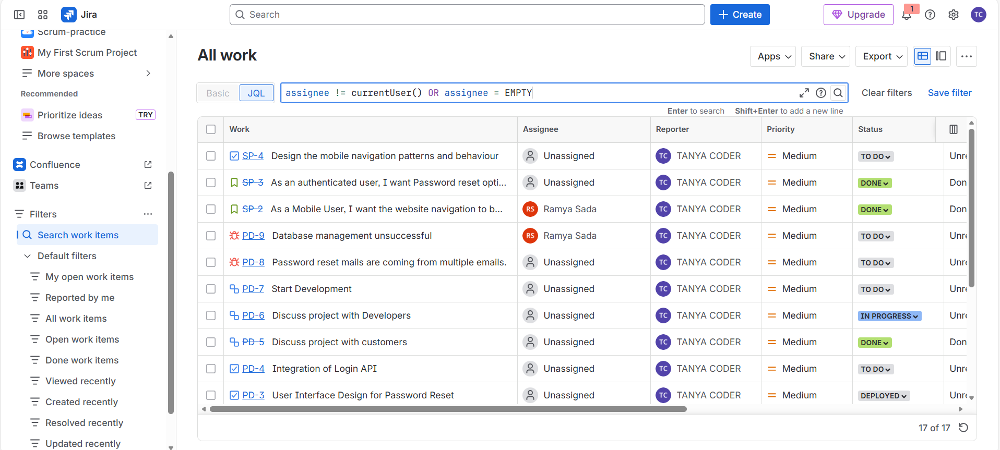 Jira
Search
Create
Upgrade
1
TC
Scrum-practice
My First Scrum Project
More spaces
Recommended
Prioritize ideas
TRY
Browse templates
Confluence
Teams
Filters
Search work items
Default filters
My open work items
Reported by me
All work items
Open work items
Done work items
Viewed recently
Created recently
Resolved recently
Updated recently
All work
Apps
Share
Export
Basic
JQL
assignee != currentUser() OR assignee = EMPTY
Clear filters
Save filter
Enter to search Shift+Enter to add a new line
Work Assignee Reporter Priority Status
SP-4 Design the mobile navigation patterns and behaviour Unassigned TC TANYA CODER Medium TO DO Unre
SP-3 As an authenticated user, I want Password reset opti... Unassigned TC TANYA CODER Medium DONE Don
SP-2 As a Mobile User, I want the website navigation to b... RS Ramya Sada TC TANYA CODER Medium DONE Don
PD-9 Database management unsuccessful RS Ramya Sada TC TANYA CODER Medium TO DO Unre
PD-8 Password reset mails are coming from multiple emails. Unassigned TC TANYA CODER Medium TO DO Unre
PD-7 Start Development Unassigned TC TANYA CODER Medium TO DO Unre
PD-6 Discuss project with Developers Unassigned TC TANYA CODER Medium IN PROGRESS Unre
PD-5 Discuss project with customers Unassigned TC TANYA CODER Medium DONE Don
PD-4 Integration of Login API Unassigned TC TANYA CODER Medium TO DO Unre
PD-3 User Interface Design for Password Reset Unassigned TC TANYA CODER Medium DEPLOYED Unre
17 of 17